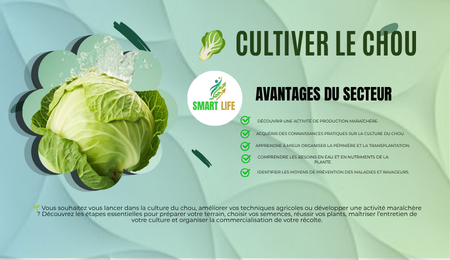 CULTIVER LE CHOU
SMART LIFE
AVANTAGES DU SECTEUR
DÉCOUVRIR UNE ACTIVITÉ DE PRODUCTION MARAÎCHÈRE.
ACQUÉRIR DES CONNAISSANCES PRATIQUES SUR LA CULTURE DU CHOU.
APPRENDRE À MIEUX ORGANISER LA PÉPINIÈRE ET LA TRANSPLANTATION.
COMPRENDRE LES BESOINS EN EAU ET EN NUTRIMENTS DE LA
PLANTE.
IDENTIFIER LES MOYENS DE PRÉVENTION DES MALADIES ET RAVAGEURS.
Vous souhaitez vous lancer dans la culture du chou, améliorer vos techniques agricoles ou développer une activité maraîchère
? Découvrez les étapes essentielles pour préparer votre terrain, choisir vos semences, réussir vos plants, maîtriser l'entretien de
votre culture et organiser la commercialisation de votre récolte.